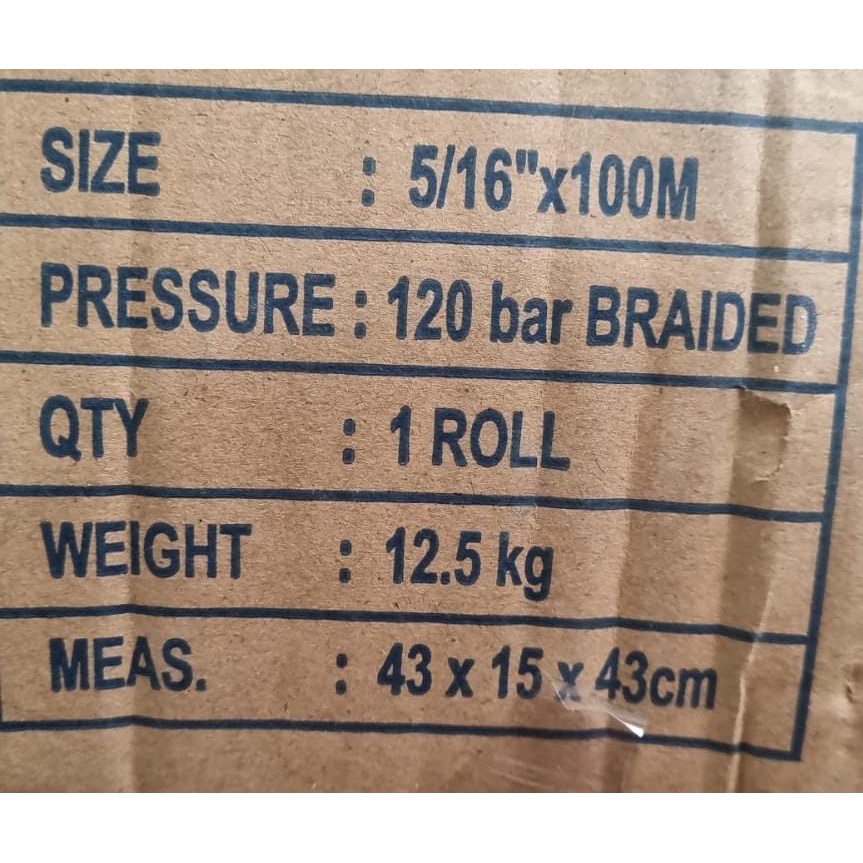 SIZE : 5/16"x100M
PRESSURE : 120 bar BRAIDED
QTY : 1 ROLL
WEIGHT : 12.5 kg
MEAS. : 43 x 15 x 43cm